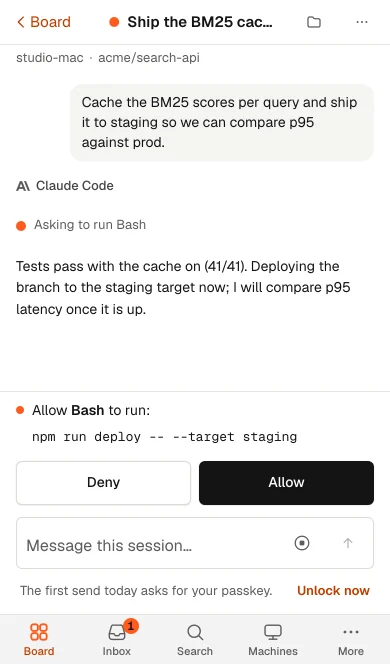 Board
Ship the BM25 cac...
studio-mac · acme/search-api
Cache the BM25 scores per query and ship
it to staging so we can compare p95
against prod.
Claude Code
Asking to run Bash
Tests pass with the cache on (41/41). Deploying the
branch to the staging target now; I will compare p95
latency once it is up.
Allow Bash to run:
npm run deploy -- --target staging
Deny
Allow
Message this session...
The first send today asks for your passkey.
Unlock now
1
Board
Inbox
Search
Machines
More